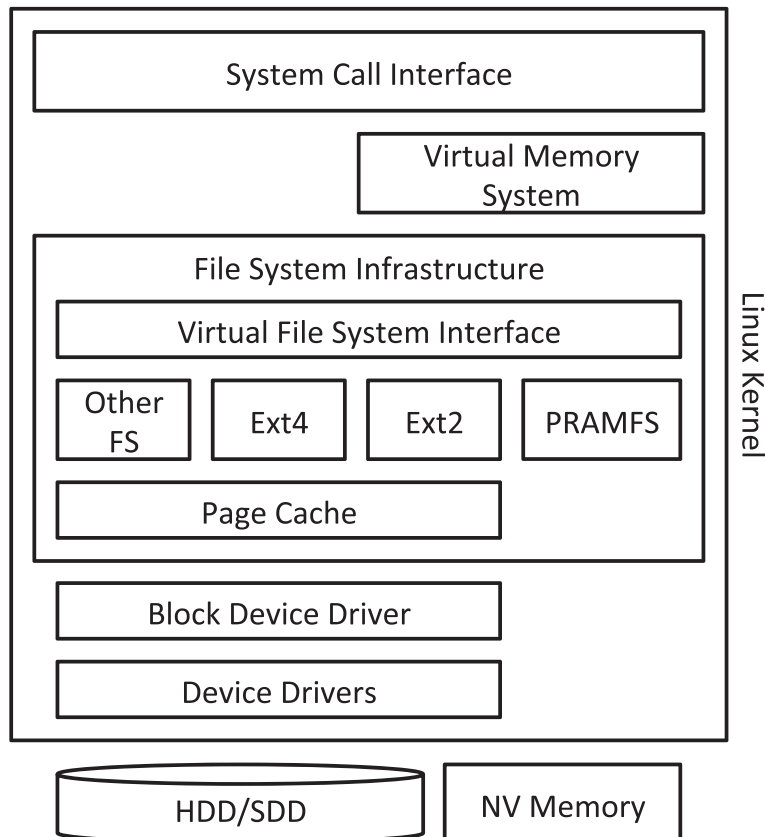 System Call Interface
Virtual Memory
System
File System Infrastructure
Virtual File System Interface
Other
FS
Ext4
Ext2
PRAMFS
Page Cache
Block Device Driver
Device Drivers
Linux Kernel
HDD/SDD
NV Memory